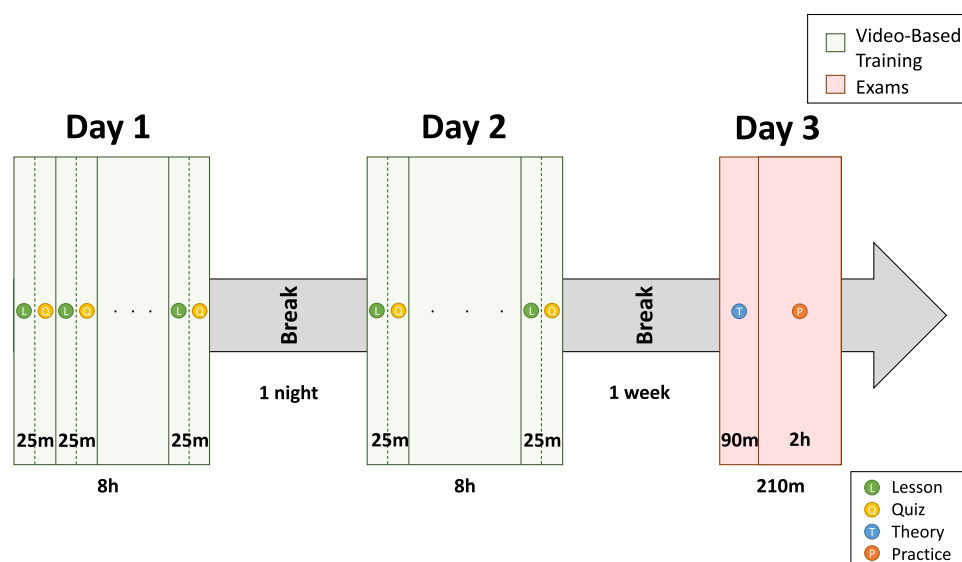 Video-Based
Training
Exams
Day 1
Day 2
Day 3
L Q L Q . . . L Q
Break
L Q . . . L Q
Break
T P
1 night
1 week
25m 25m 25m
25m 25m
90m 2h
8h
8h
210m
L Lesson
Q Quiz
T Theory
P Practice